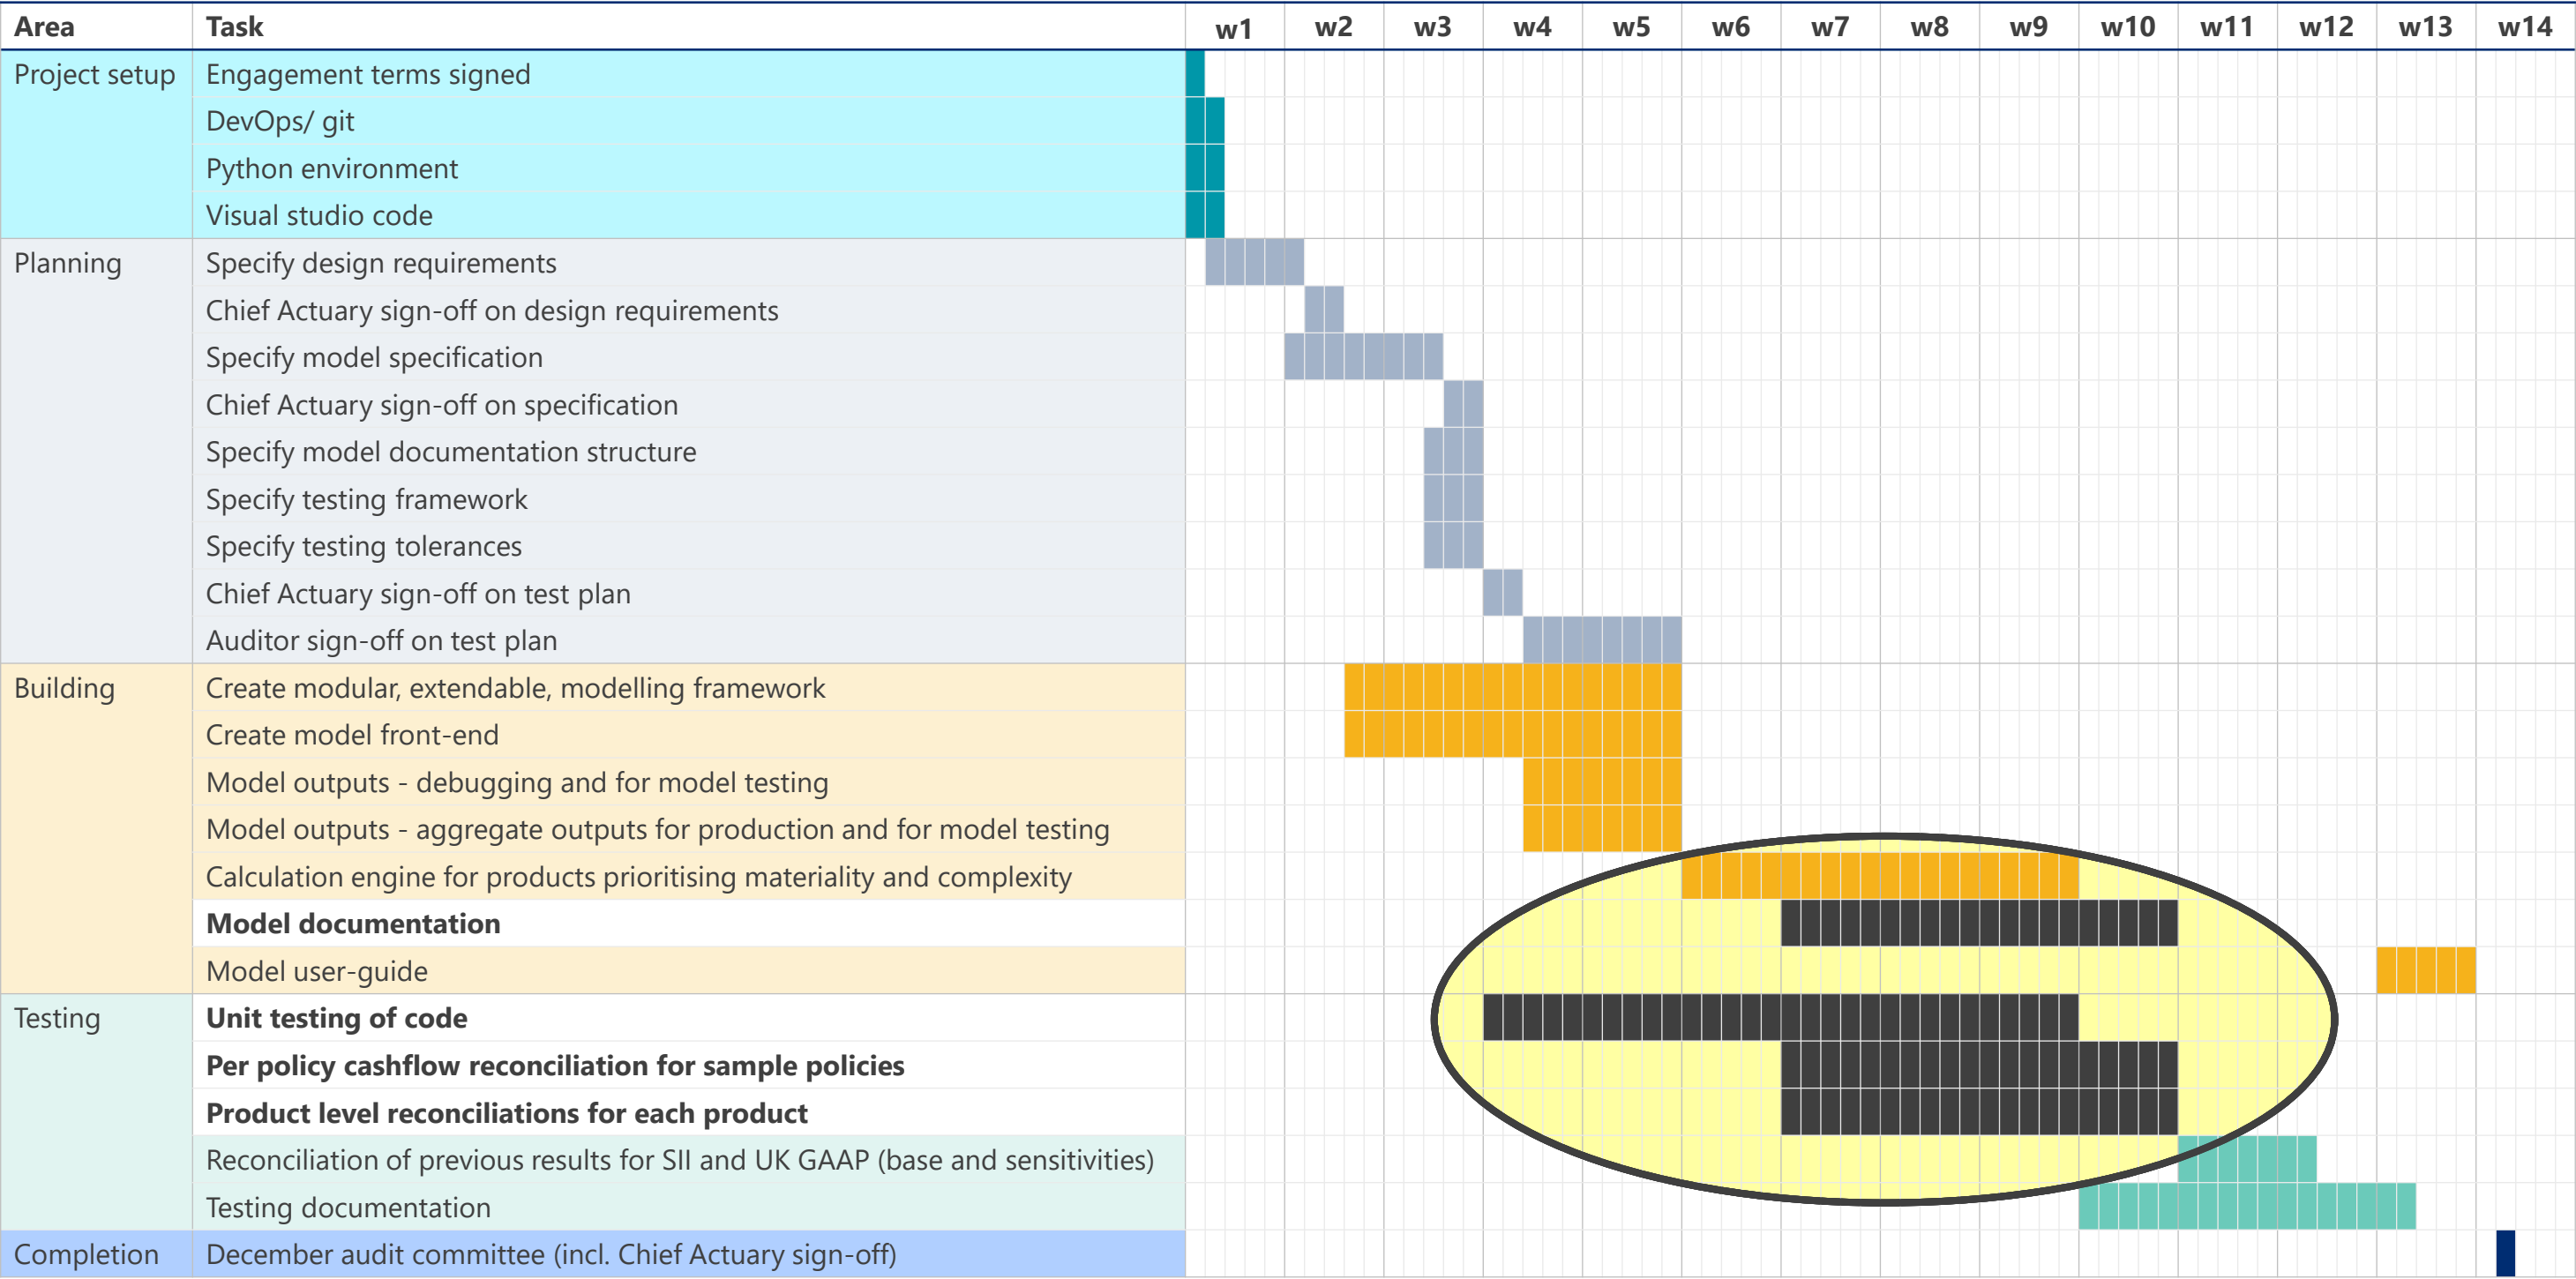 Area Task w1 w2 w3 w4 w5 w6 w7 w8 w9 w10 w11 w12 w13 w14
Project setup Engagement terms signed
DevOps/ git
Python environment
Visual studio code
Planning Specify design requirements
Chief Actuary sign-off on design requirements
Specify model specification
Chief Actuary sign-off on specification
Specify model documentation structure
Specify testing framework
Specify testing tolerances
Chief Actuary sign-off on test plan
Auditor sign-off on test plan
Building Create modular, extendable, modelling framework
Create model front-end
Model outputs - debugging and for model testing
Model outputs - aggregate outputs for production and for model testing
Calculation engine for products prioritising materiality and complexity
Model documentation
Model user-guide
Testing Unit testing of code
Per policy cashflow reconciliation for sample policies
Product level reconciliations for each product
Reconciliation of previous results for SII and UK GAAP (base and sensitivities)
Testing documentation
Completion December audit committee (incl. Chief Actuary sign-off)